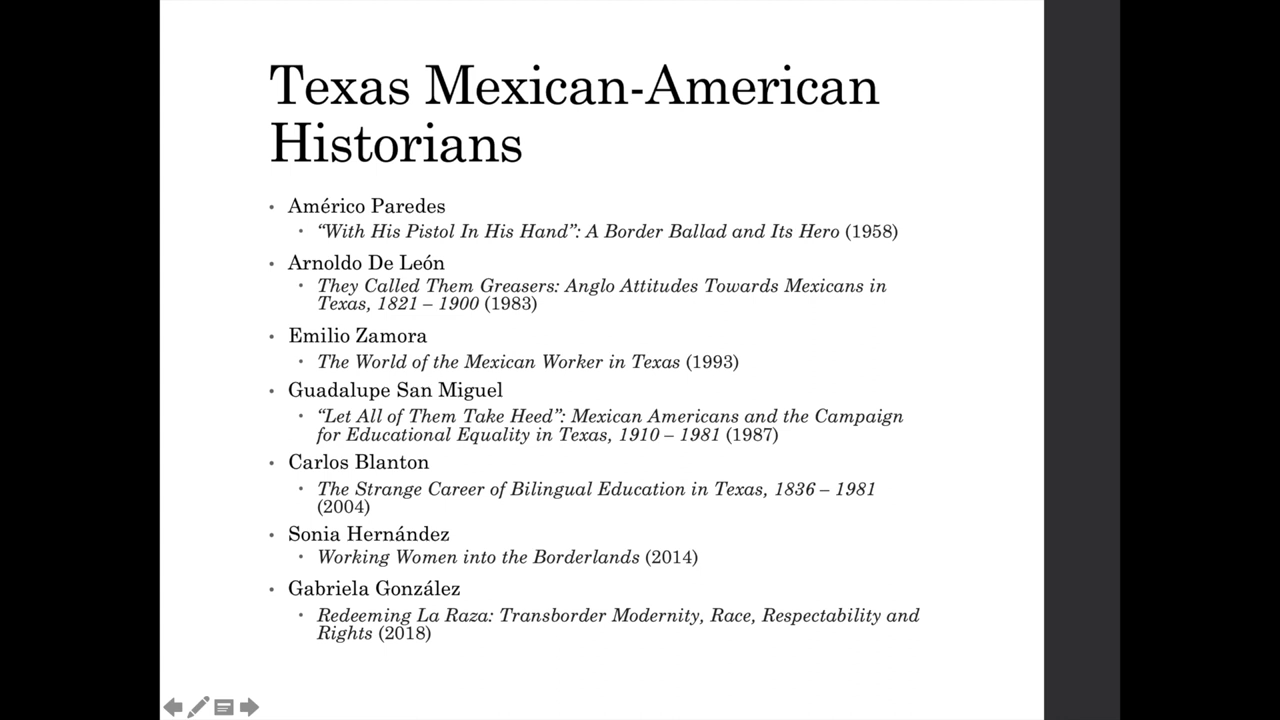 Texas Mexican-American
Historians
• Américo Paredes
• “With His Pistol In His Hand”: A Border Ballad and Its Hero (1958)
• Arnoldo De León
• They Called Them Greasers: Anglo Attitudes Towards Mexicans in
Texas, 1821 – 1900 (1983)
• Emilio Zamora
• The World of the Mexican Worker in Texas (1993)
• Guadalupe San Miguel
• “Let All of Them Take Heed”: Mexican Americans and the Campaign
for Educational Equality in Texas, 1910 – 1981 (1987)
• Carlos Blanton
• The Strange Career of Bilingual Education in Texas, 1836 – 1981
(2004)
• Sonia Hernández
• Working Women into the Borderlands (2014)
• Gabriela González
• Redeeming La Raza: Transborder Modernity, Race, Respectability and
Rights (2018)